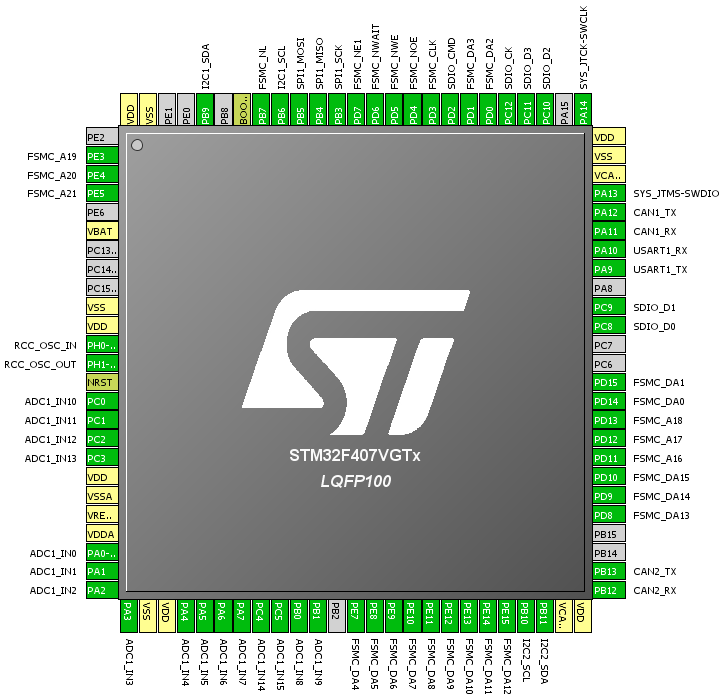 I2C1_SDA
FSMC_NL
I2C1_SCL
SPI1_MOSI
SPI1_MISO
SPI1_SCK
FSMC_NE1
FSMC_NWAIT
FSMC_NWE
FSMC_NOE
FSMC_CLK
SDIO_CMD
FSMC_DA3
FSMC_DA2
SDIO_CK
SDIO_D3
SDIO_D2
SYS_JTCK-SWCLK
VDD
VSS
PE1
PE0
PB9
PB8
BOO..
PB7
PB6
PB5
PB4
PB3
PD7
PD6
PD5
PD4
PD3
PD2
PD1
PD0
PC12
PC11
PC10
PA15
PA14
PE2
FSMC_A19 PE3
FSMC_A20 PE4
FSMC_A21 PE5
PE6
VBAT
PC13..
PC14..
PC15..
VSS
VDD
RCC_OSC_IN PH0-..
RCC_OSC_OUT PH1-..
NRST
ADC1_IN10 PC0
ADC1_IN11 PC1
ADC1_IN12 PC2
ADC1_IN13 PC3
VDD
VSSA
VRE..
VDDA
ADC1_IN0 PA0-..
ADC1_IN1 PA1
ADC1_IN2 PA2
ST
STM32F407VGTx
LQFP100
VDD
VSS
VCA..
PA13 SYS_JTMS-SWDIO
PA12 CAN1_TX
PA11 CAN1_RX
PA10 USART1_RX
PA9 USART1_TX
PA8
PC9 SDIO_D1
PC8 SDIO_D0
PC7
PC6
PD15 FSMC_DA1
PD14 FSMC_DA0
PD13 FSMC_A18
PD12 FSMC_A17
PD11 FSMC_A16
PD10 FSMC_DA15
PD9 FSMC_DA14
PD8 FSMC_DA13
PB15
PB14
PB13 CAN2_TX
PB12 CAN2_RX
PA3
VSS
VDD
PA4
PA5
PA6
PA7
PC4
PC5
PB0
PB1
PB2
PE7
PE8
PE9
PE10
PE11
PE12
PE13
PE14
PE15
PB10
PB11
VCA..
VDD
ADC1_IN3
ADC1_IN4
ADC1_IN5
ADC1_IN6
ADC1_IN7
ADC1_IN14
ADC1_IN15
ADC1_IN8
ADC1_IN9
FSMC_DA4
FSMC_DA5
FSMC_DA6
FSMC_DA7
FSMC_DA8
FSMC_DA9
FSMC_DA10
FSMC_DA11
FSMC_DA12
I2C2_SCL
I2C2_SDA